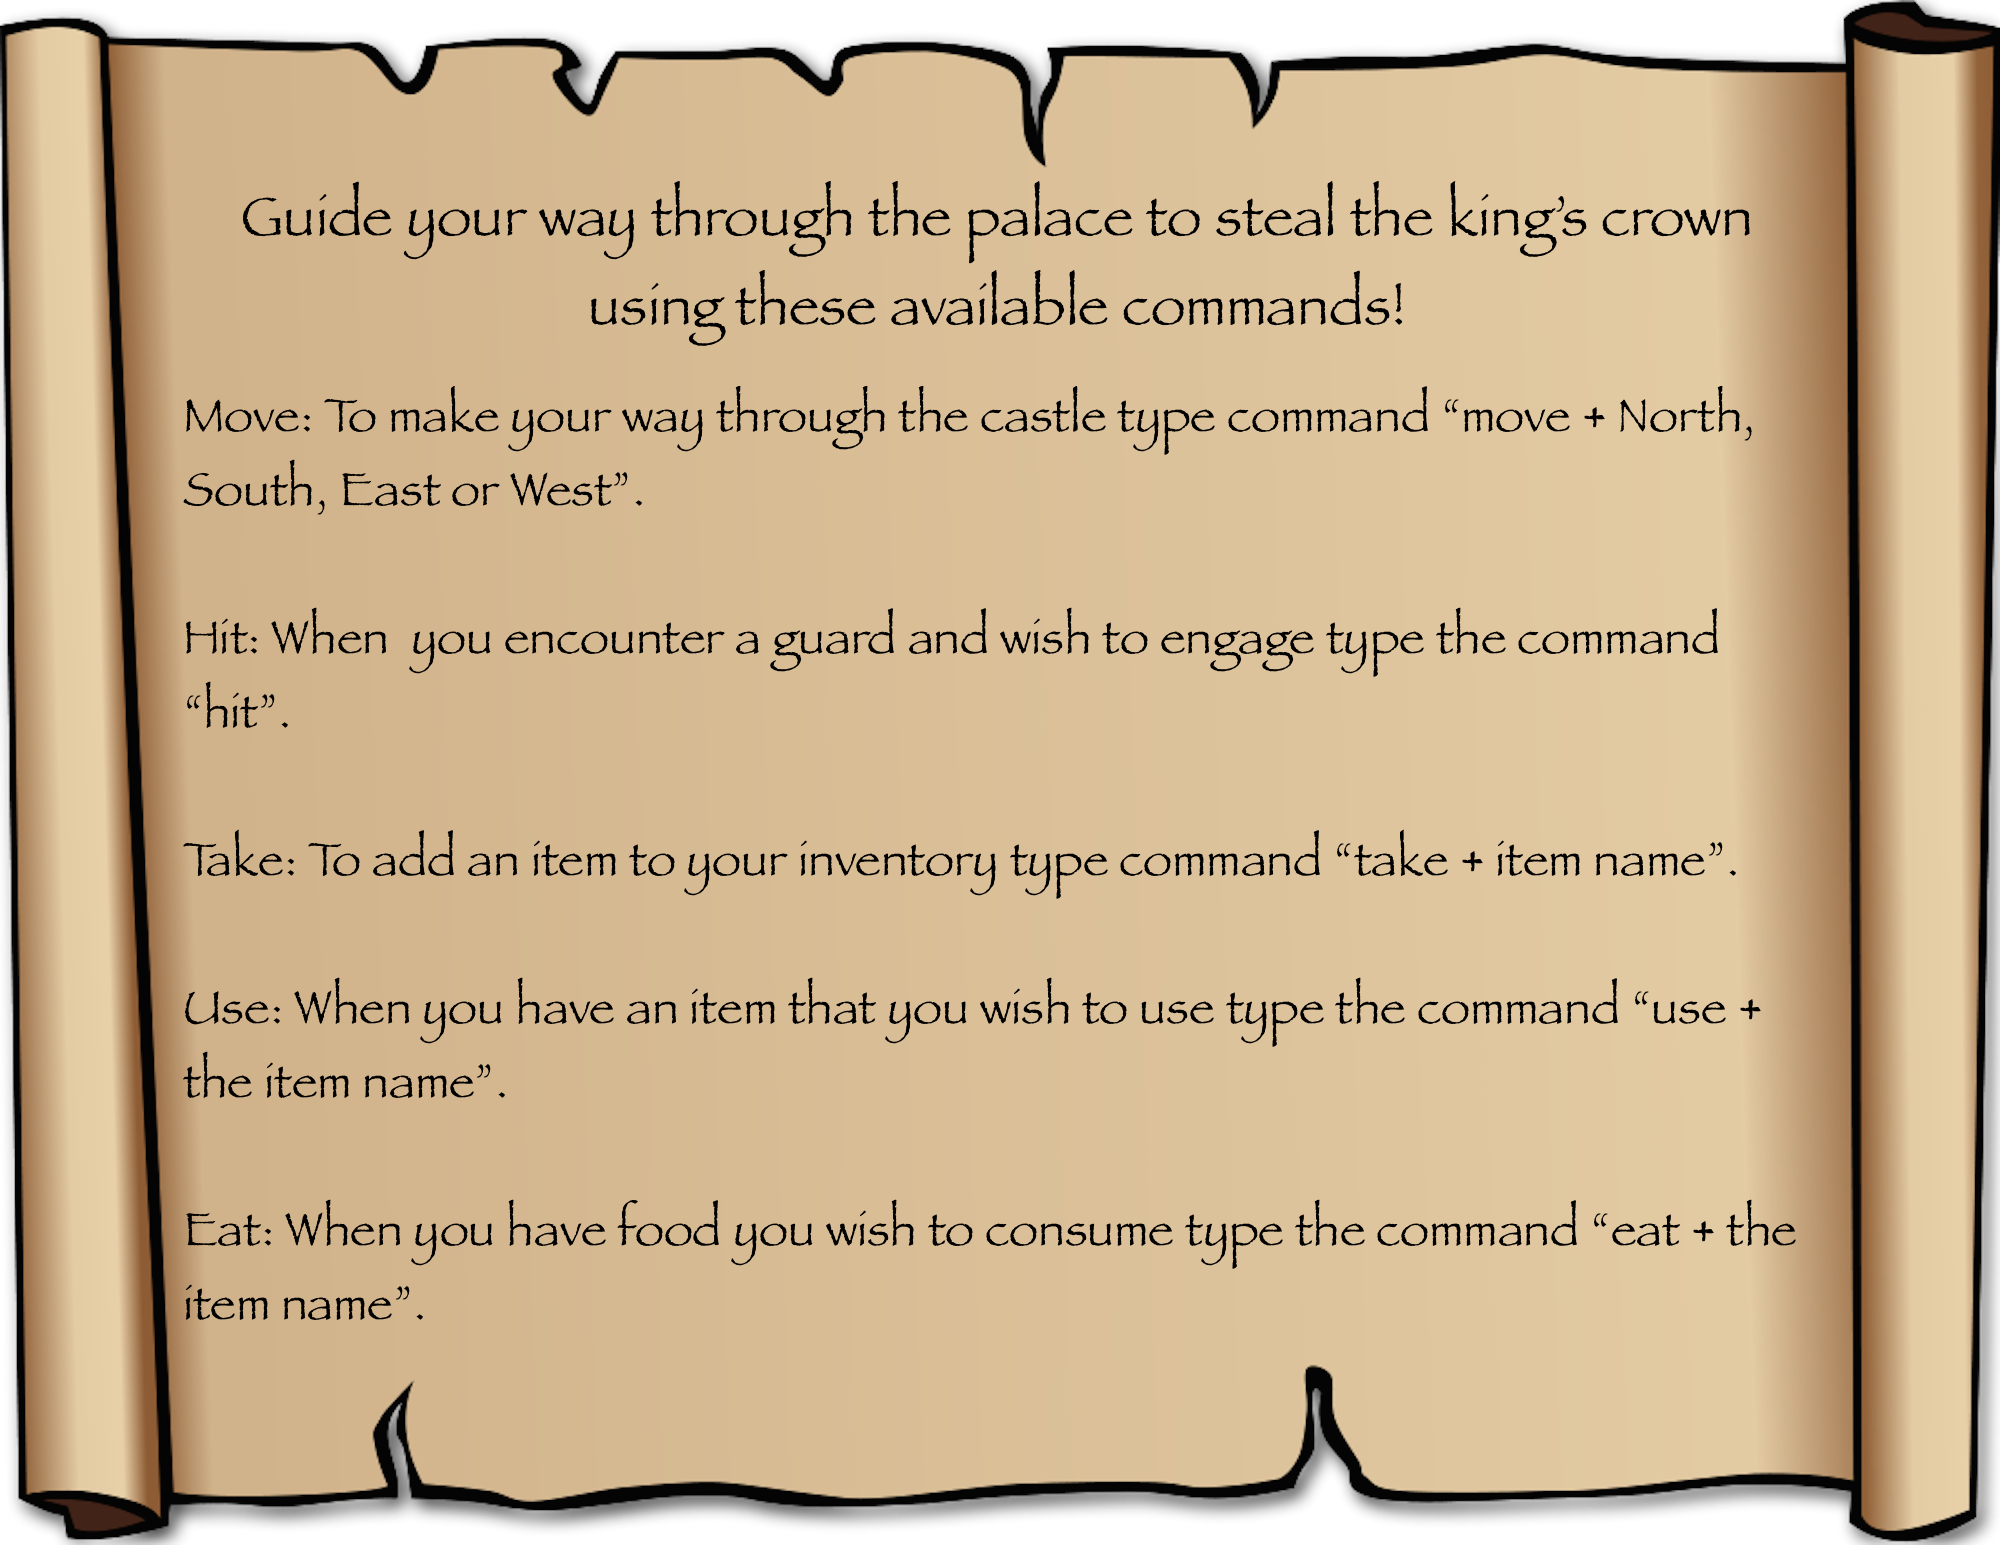 Guide your way through the palace to steal the king’s crown
using these available commands!
Move: To make your way through the castle type command “move + North,
South, East or West”.
Hit: When  you encounter a guard and wish to engage type the command
“hit”.
Take: To add an item to your inventory type command “take + item name”.
Use: When you have an item that you wish to use type the command “use +
the item name”.
Eat: When you have food you wish to consume type the command “eat + the
item name”.